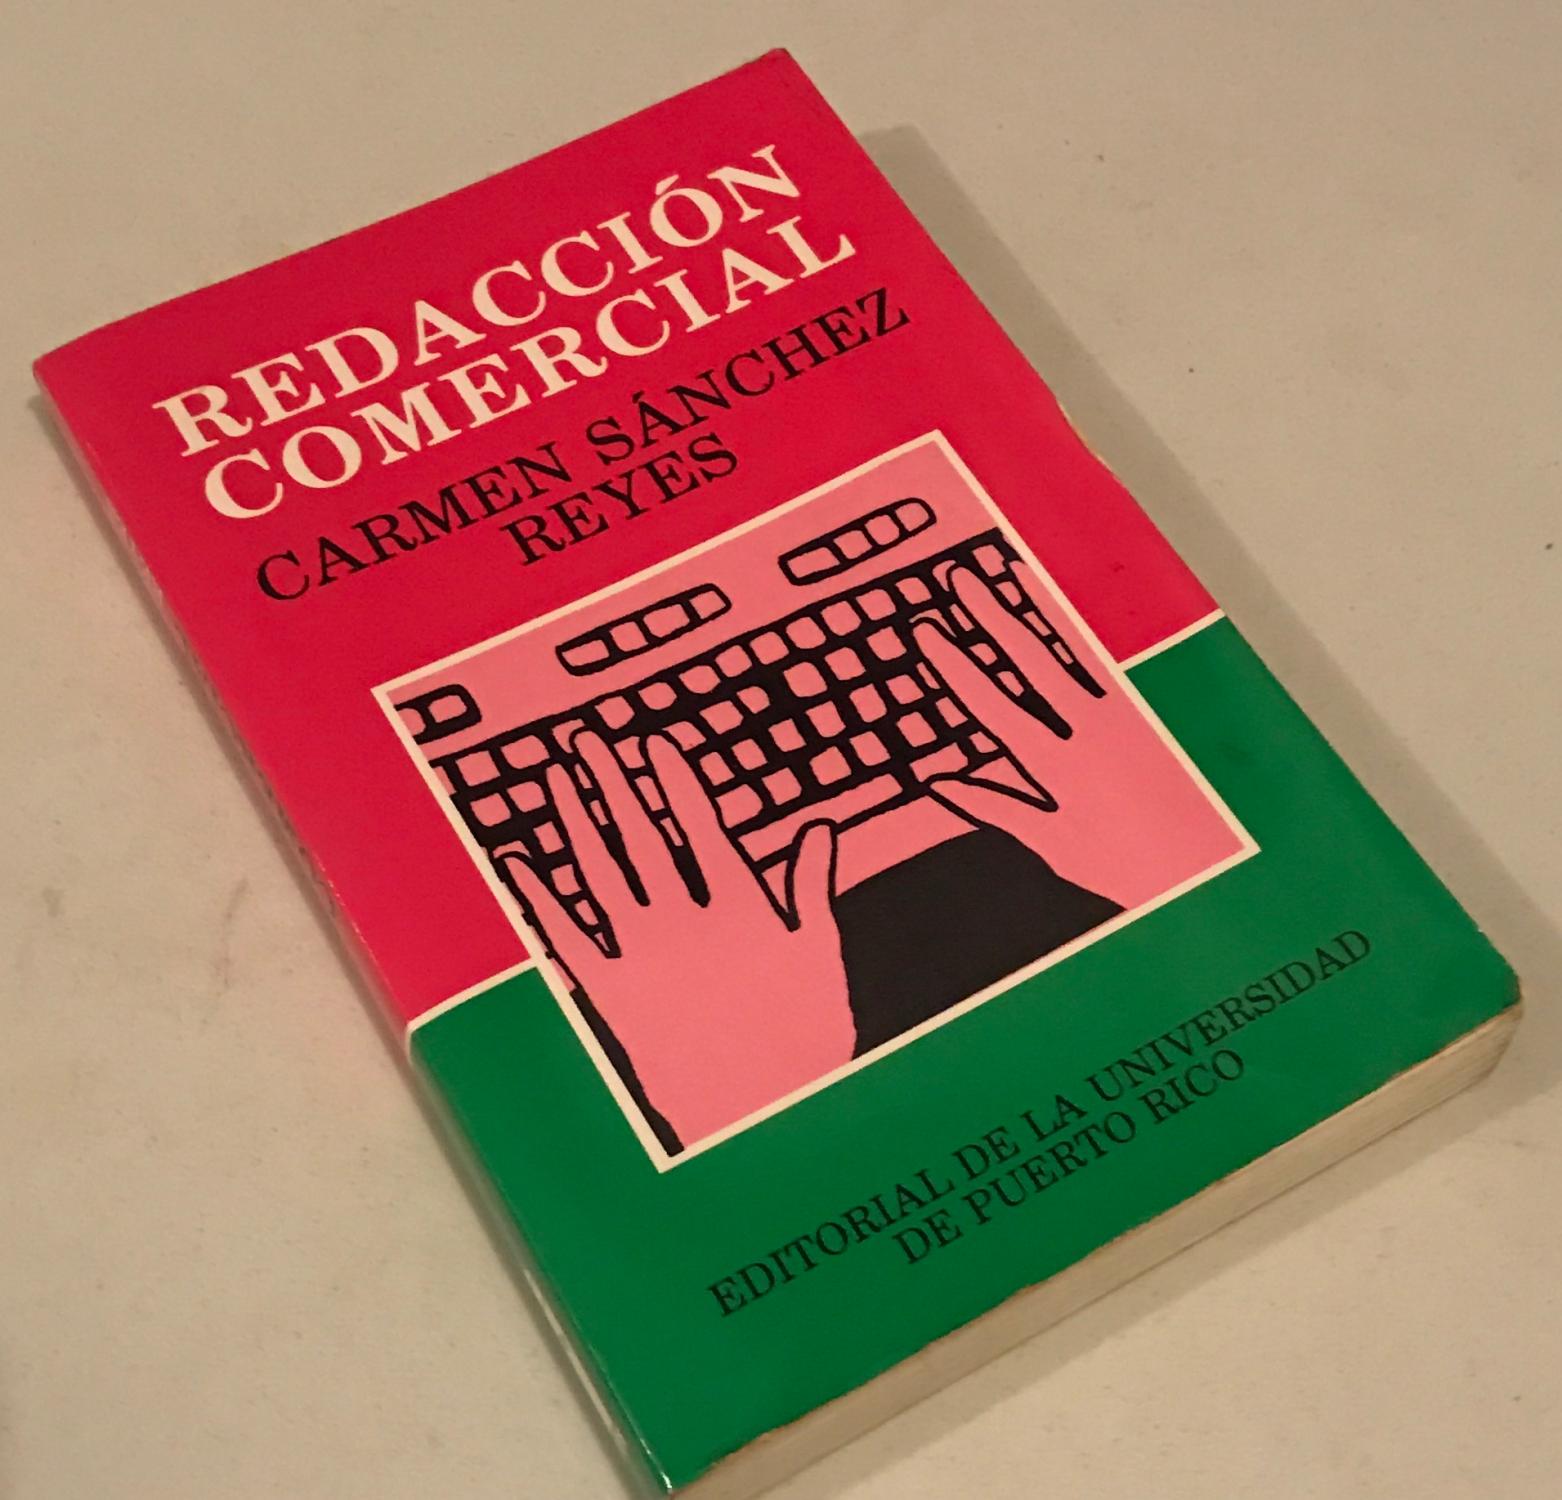 REDACCIÓN
COMERCIAL
CARMEN SÁNCHEZ
REYES
EDITORIAL DE LA UNIVERSIDAD
DE PUERTO RICO